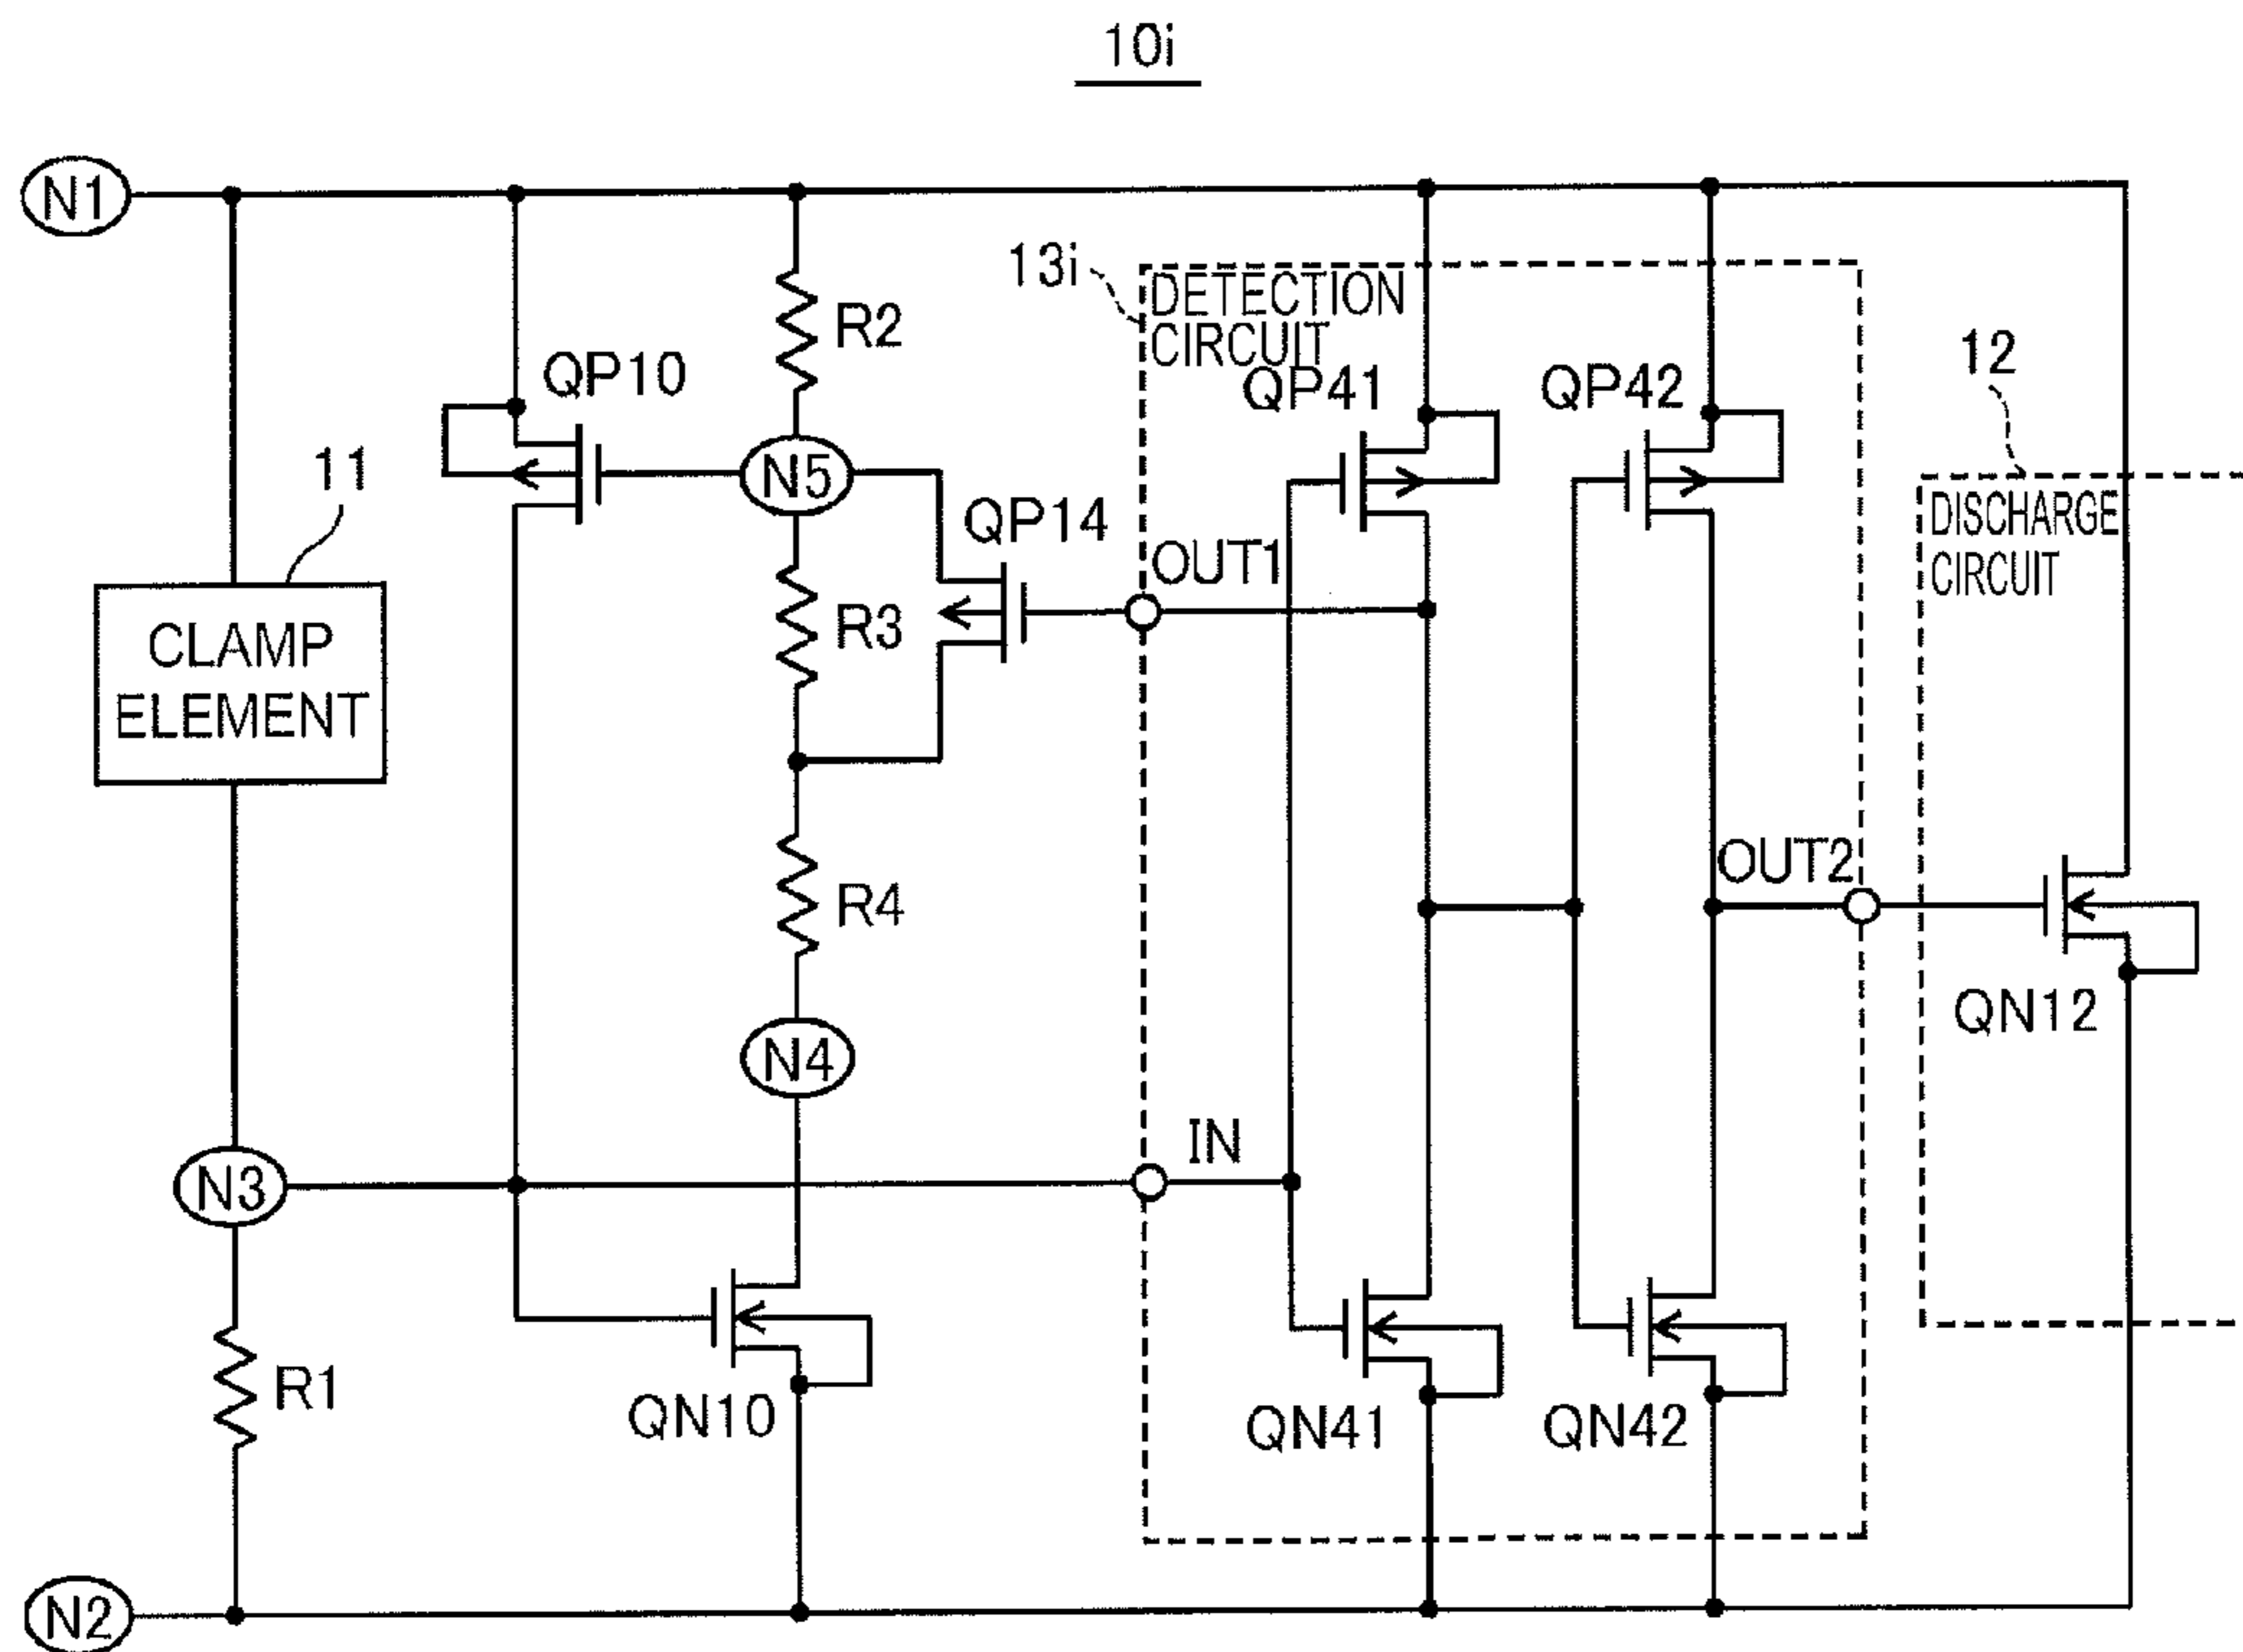 10i
N1
13i
DETECTION
CIRCUIT
R2
QP10
QP41
QP42
12
11
N5
QP14
OUT1
DISCHARGE
CIRCUIT
CLAMP
ELEMENT
R3
OUT2
R4
QN12
N4
IN
N3
R1
QN10
QN41
QN42
N2